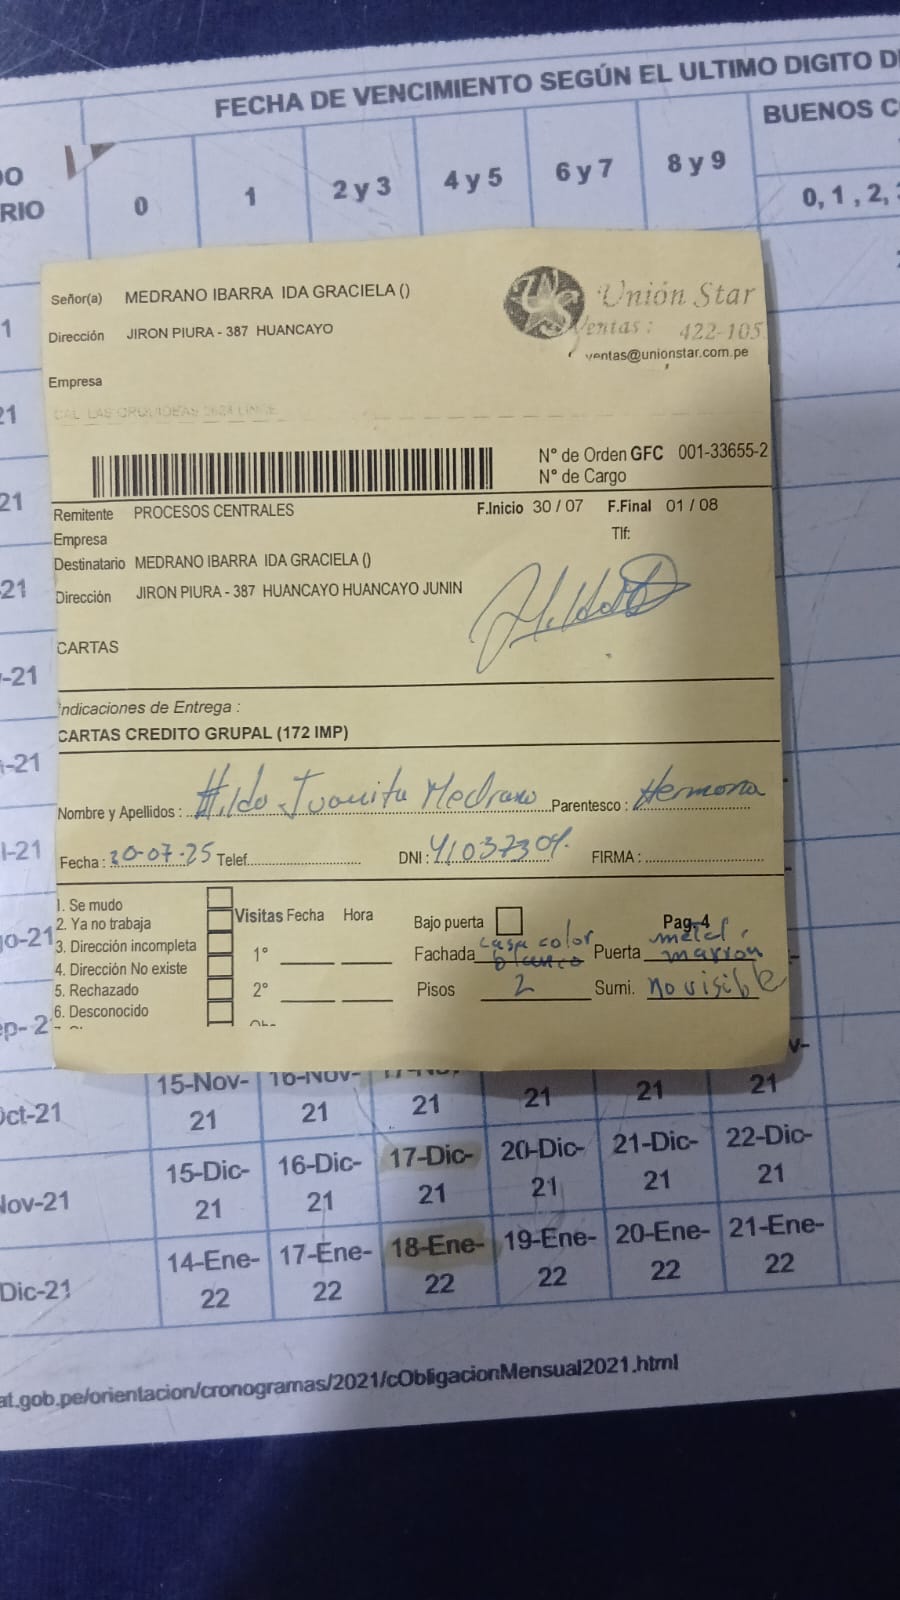 FECHA DE VENCIMIENTO SEGÚN EL ULTIMO DIGITO D
BUENOS C
DO
RIO
0 1 2 y 3 4 y 5 6 y 7 8 y 9
0, 1 , 2,
Señor(a) MEDRANO IBARRA IDA GRACIELA ()
Unión Star
Dirección JIRON PIURA - 387 HUANCAYO
Ventas : 422-105
ventas@unionstar.com.pe
Empresa
N° de Orden GFC 001-33655-2
N° de Cargo
Remitente PROCESOS CENTRALES F.Inicio 30 / 07 F.Final 01 / 08
Empresa Tlf:
Destinatario MEDRANO IBARRA IDA GRACIELA ()
Dirección JIRON PIURA - 387 HUANCAYO HUANCAYO JUNIN
CARTAS
Indicaciones de Entrega :
CARTAS CREDITO GRUPAL (172 IMP)
Nombre y Apellidos : Hilda Juanita Medrano Parentesco : Hermana
Fecha : 30-07-25 Telef. DNI : FIRMA :
1. Se mudo
2. Ya no trabaja
3. Dirección incompleta
4. Dirección No existe
5. Rechazado
6. Desconocido
Visitas Fecha Hora
1°
2°
Bajo puerta Pag. 4
Fachada casa color blanco Puerta metal, marron
Pisos 2 Sumi. no visible
Oct-21 15-Nov-21 16-Nov-21 21 21 21
Nov-21 15-Dic-21 16-Dic-21 17-Dic-21 20-Dic-21 21-Dic-21 22-Dic-21
Dic-21 14-Ene-22 17-Ene-22 18-Ene-22 19-Ene-22 20-Ene-22 21-Ene-22
at.gob.pe/orientacion/cronogramas/2021/cObligacionMensual2021.html